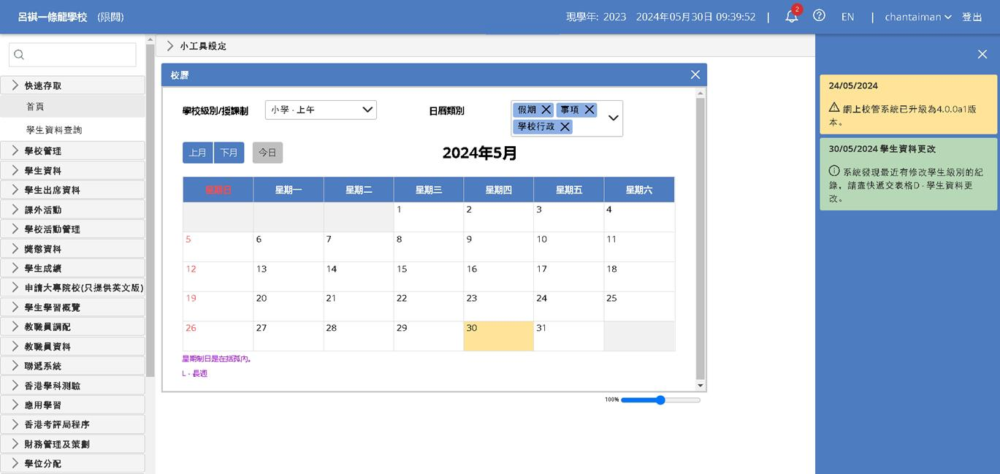 呂祺一條龍學校 (限閱)
現學年: 2023 2024年05月30日 09:39:52 | 2 EN | chantaiman 登出
小工具設定
快速存取
首頁
學生資料查詢
學校管理
學生資料
學生出席資料
課外活動
學校活動管理
獎懲資料
學生成績
申請大專院校(只提供英文版)
學生學習概覽
教職員調配
教職員資料
聯遞系統
香港學科測驗
應用學習
香港考評局程序
財務管理及策劃
學位分配
校曆
學校級別/授課制 小學 - 上午 日曆類別 假期 事項
學校行政
上月 下月 今日 2024年5月
星期日 星期一 星期二 星期三 星期四 星期五 星期六
1 2 3 4
5 6 7 8 9 10 11
12 13 14 15 16 17 18
19 20 21 22 23 24 25
26 27 28 29 30 31
星期制日是在括孤內。
L - 長週
100%
24/05/2024
網上校管系統已升級為4.0.0a1版
本。
30/05/2024 學生資料更改
系統發現最近有修改學生級別的紀
錄，請盡快遞交表格D - 學生資料更
改。